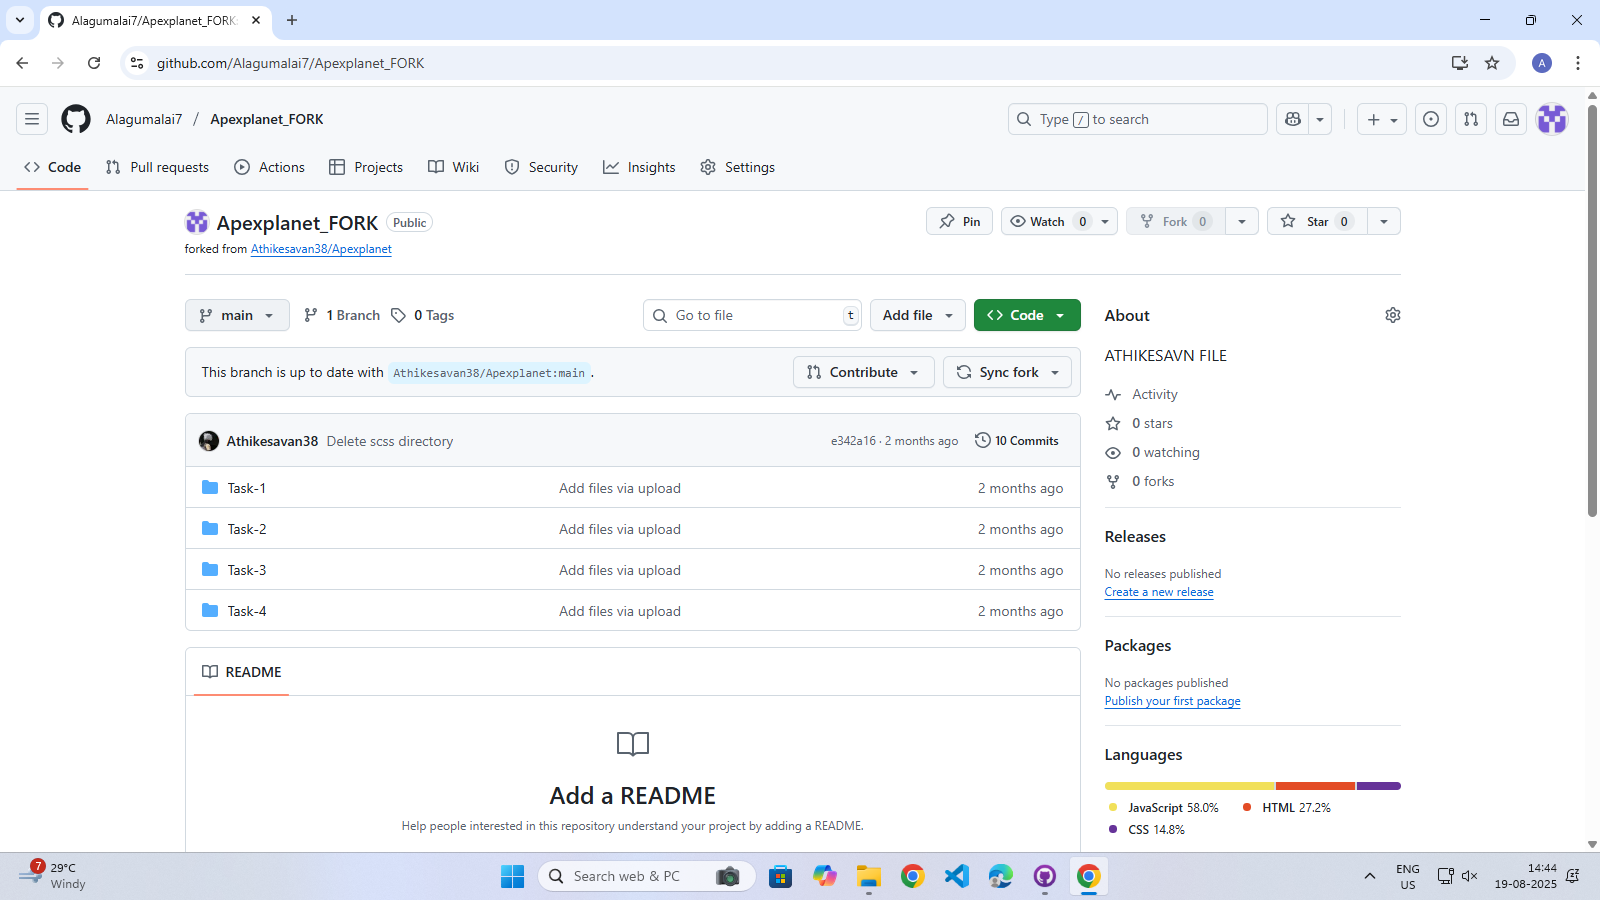 Alagumalai7/Apexplanet_FORK
github.com/Alagumalai7/Apexplanet_FORK
A
Alagumalai7 / Apexplanet_FORK
Type / to search
Code
Pull requests
Actions
Projects
Wiki
Security
Insights
Settings
Apexplanet_FORK Public
Pin
Watch 0
Fork 0
Star 0
forked from Athikesavan38/Apexplanet
main
1 Branch
0 Tags
Go to file t
Add file
Code
This branch is up to date with Athikesavan38/Apexplanet:main .
Contribute
Sync fork
Athikesavan38 Delete scss directory e342a16 · 2 months ago 10 Commits
Task-1 Add files via upload 2 months ago
Task-2 Add files via upload 2 months ago
Task-3 Add files via upload 2 months ago
Task-4 Add files via upload 2 months ago
README
Add a README
Help people interested in this repository understand your project by adding a README.
About
ATHIKESAVN FILE
Activity
0 stars
0 watching
0 forks
Releases
No releases published
Create a new release
Packages
No packages published
Publish your first package
Languages
JavaScript 58.0% HTML 27.2%
CSS 14.8%
7
29°C
Windy
Search web & PC
ENG
US
14:44
19-08-2025